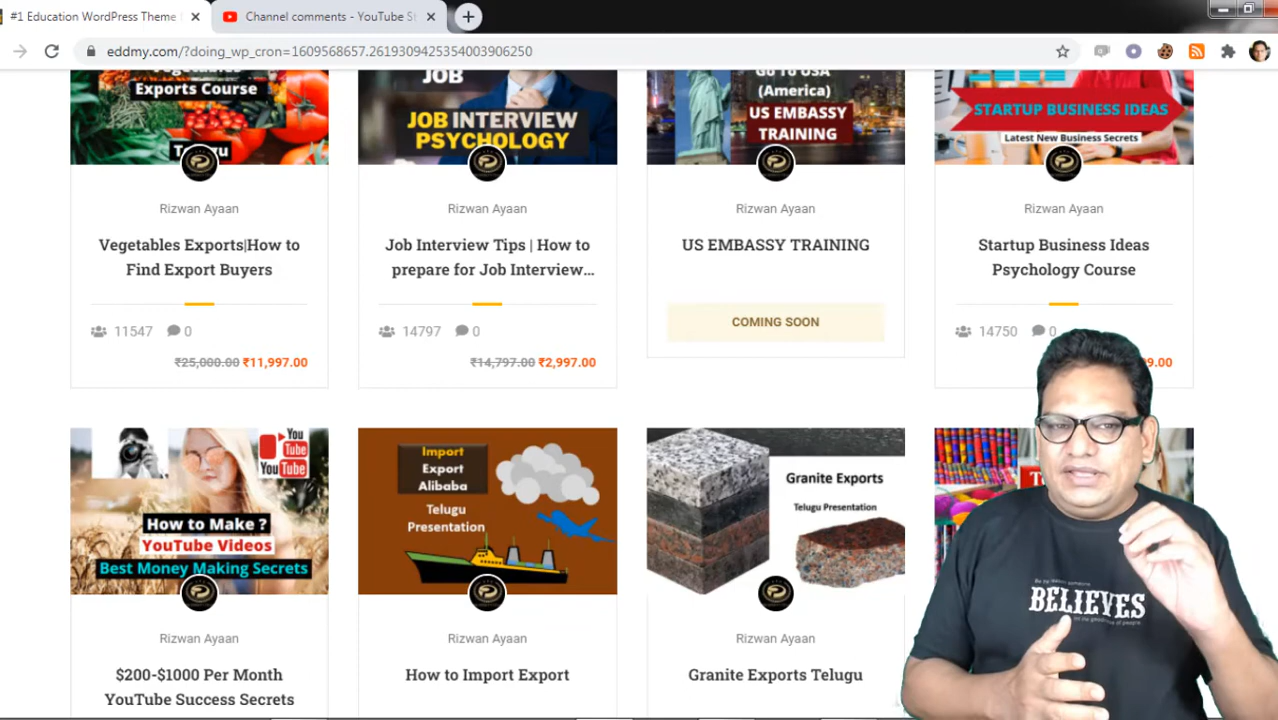 #1 Education WordPress Theme
Channel comments - YouTube St
eddmy.com/?doing_wp_cron=1609568657.2619309425354003906250
Vegetables
Exports Course
JOB
JOB INTERVIEW
PSYCHOLOGY
Go To USA
(America)
US EMBASSY
TRAINING
STARTUP BUSINESS IDEAS
Latest New Business Secrets
Rizwan Ayaan
Rizwan Ayaan
Rizwan Ayaan
Rizwan Ayaan
Vegetables Exports|How to
Find Export Buyers
Job Interview Tips | How to
prepare for Job Interview...
US EMBASSY TRAINING
Startup Business Ideas
Psychology Course
11547 0
₹25,000.00 ₹11,997.00
14797 0
₹14,797.00 ₹2,997.00
COMING SOON
14750 0
You
Tube
YouTube
How to Make ?
YouTube Videos
Best Money Making Secrets
Import
Export
Alibaba
Telugu
Presentation
Granite Exports
Telugu Presentation
BELIEVES
Rizwan Ayaan
Rizwan Ayaan
Rizwan Ayaan
$200-$1000 Per Month
YouTube Success Secrets
How to Import Export
Granite Exports Telugu